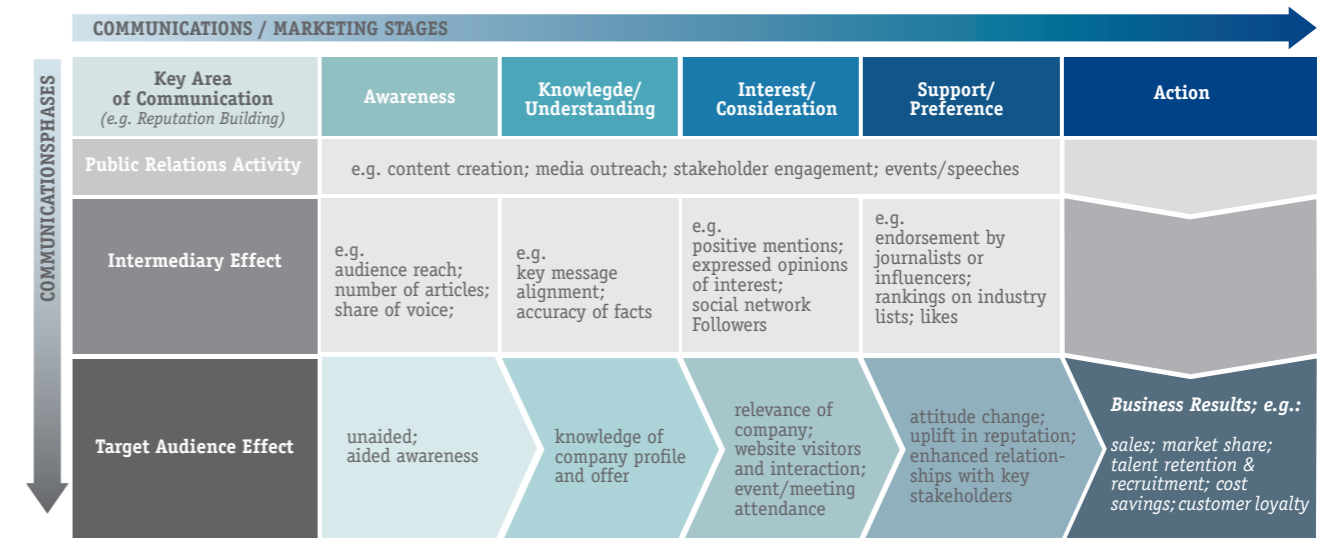 COMMUNICATIONS / MARKETING STAGES
COMMUNICATIONSPHASES
Key Area
of Communication
(e.g. Reputation Building)
Awareness
Knowlegde/
Understanding
Interest/
Consideration
Support/
Preference
Action
Public Relations Activity
e.g. content creation; media outreach; stakeholder engagement; events/speeches
Intermediary Effect
e.g.
audience reach;
number of articles;
share of voice;
e.g.
key message
alignment;
accuracy of facts
e.g.
positive mentions;
expressed opinions
of interest;
social network
Followers
e.g.
endorsement by
journalists or
influencers;
rankings on industry
lists; likes
Target Audience Effect
unaided;
aided awareness
knowledge of
company profile
and offer
relevance of
company;
website visitors
and interaction;
event/meeting
attendance
attitude change;
uplift in reputation;
enhanced relation-
ships with key
stakeholders
Business Results; e.g.:
sales; market share;
talent retention &
recruitment; cost
savings; customer loyalty